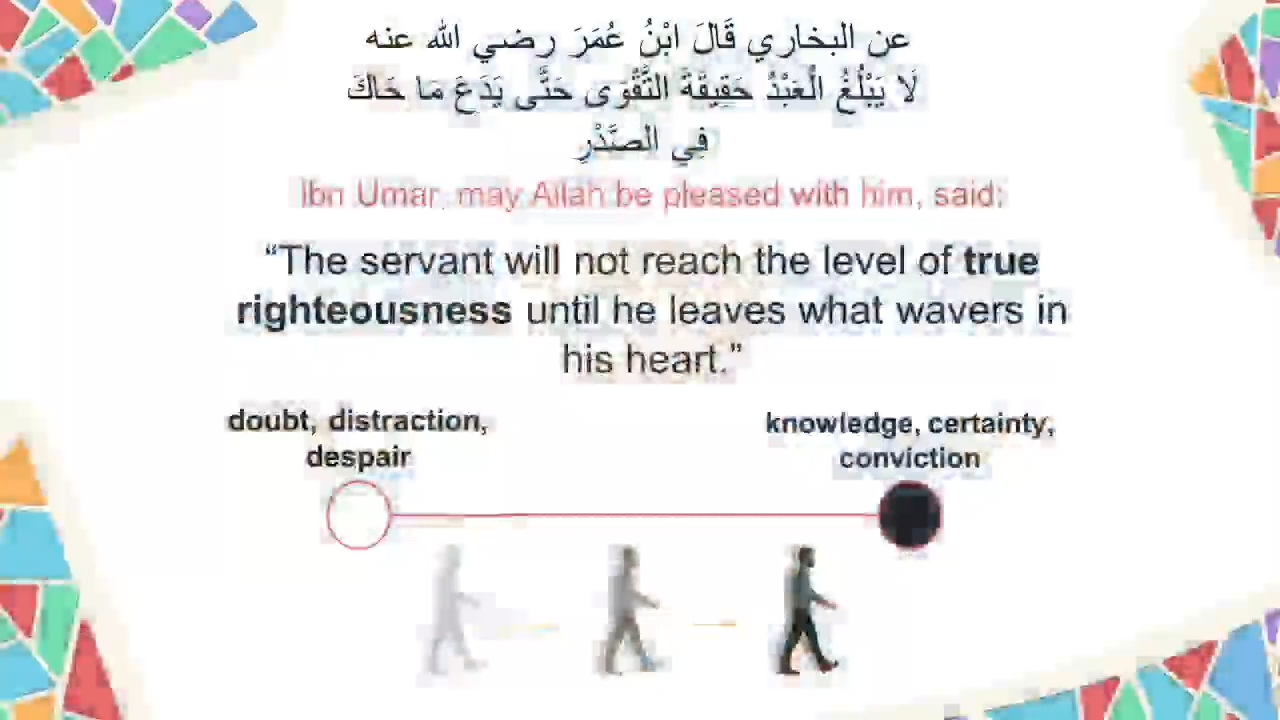 عن البخاري قَالَ ابْنُ عُمَرَ رضي الله عنه
لَا يَبْلُغُ الْعَبْدُ حَقِيقَةَ التَّقْوَى حَتَّى يَدَعَ مَا حَاكَ
فِي الصَّدْرِ
Ibn Umar, may Allah be pleased with him, said:
“The servant will not reach the level of true
righteousness until he leaves what wavers in
his heart.”
doubt, distraction,
despair
knowledge, certainty,
conviction